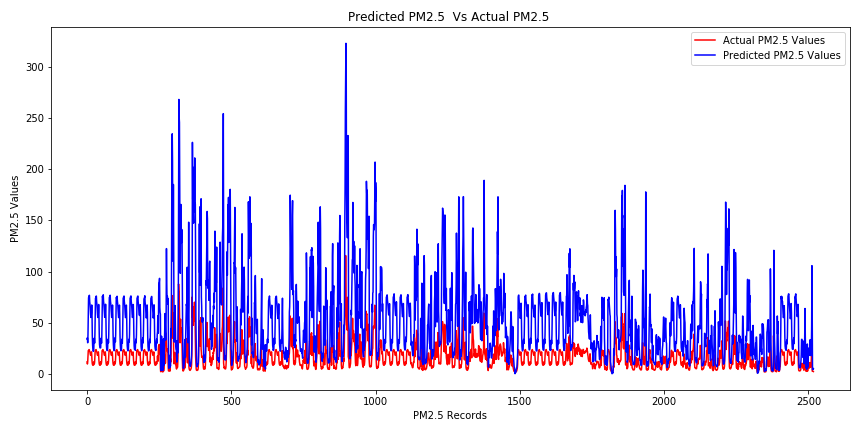 Predicted PM2.5  Vs Actual PM2.5
Actual PM2.5 Values
Predicted PM2.5 Values
300
250
200
150
100
50
0
PM2.5 Values
0
500
1000
1500
2000
2500
PM2.5 Records